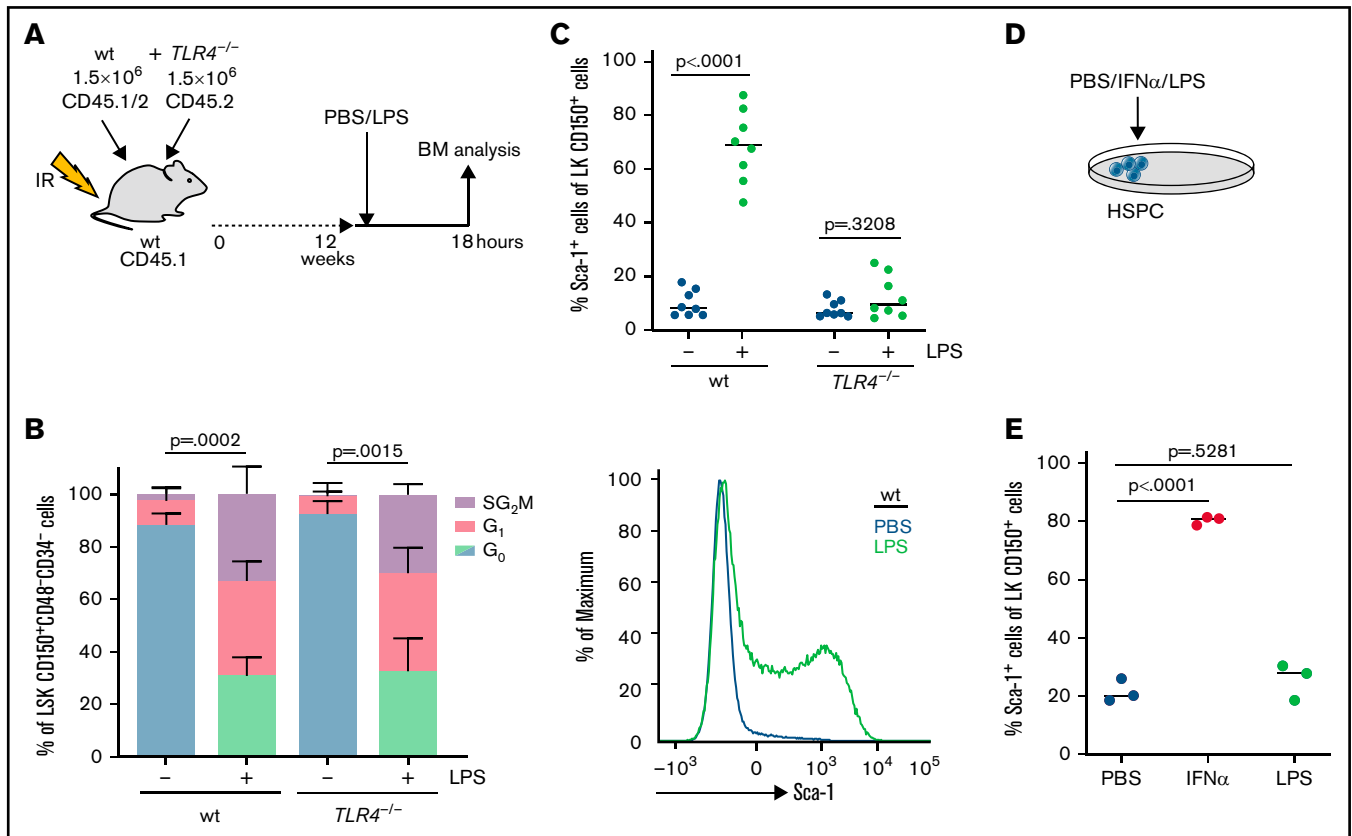 A
wt + TLR4−/−
1.5×10⁶ 1.5×10⁶
CD45.1/2 CD45.2
IR
wt
CD45.1
0
12
weeks
PBS/LPS
BM analysis
18 hours
B
% of LSK CD150⁺CD48⁻CD34⁻ cells
100
80
60
40
20
0
p=.0002
p=.0015
SG₂M
G₁
G₀
− + − + LPS
wt TLR4−/−
C
% Sca-1⁺ cells of LK CD150⁺ cells
100
80
60
40
20
0
p<.0001
p=.3208
− + − + LPS
wt TLR4−/−
% of Maximum
100
80
60
40
20
0
wt
PBS
LPS
−10³ 0 10³ 10⁴ 10⁵
Sca-1
D
PBS/IFNα/LPS
HSPC
E
% Sca-1⁺ cells of LK CD150⁺ cells
100
80
60
40
20
0
p=.5281
p<.0001
PBS IFNα LPS